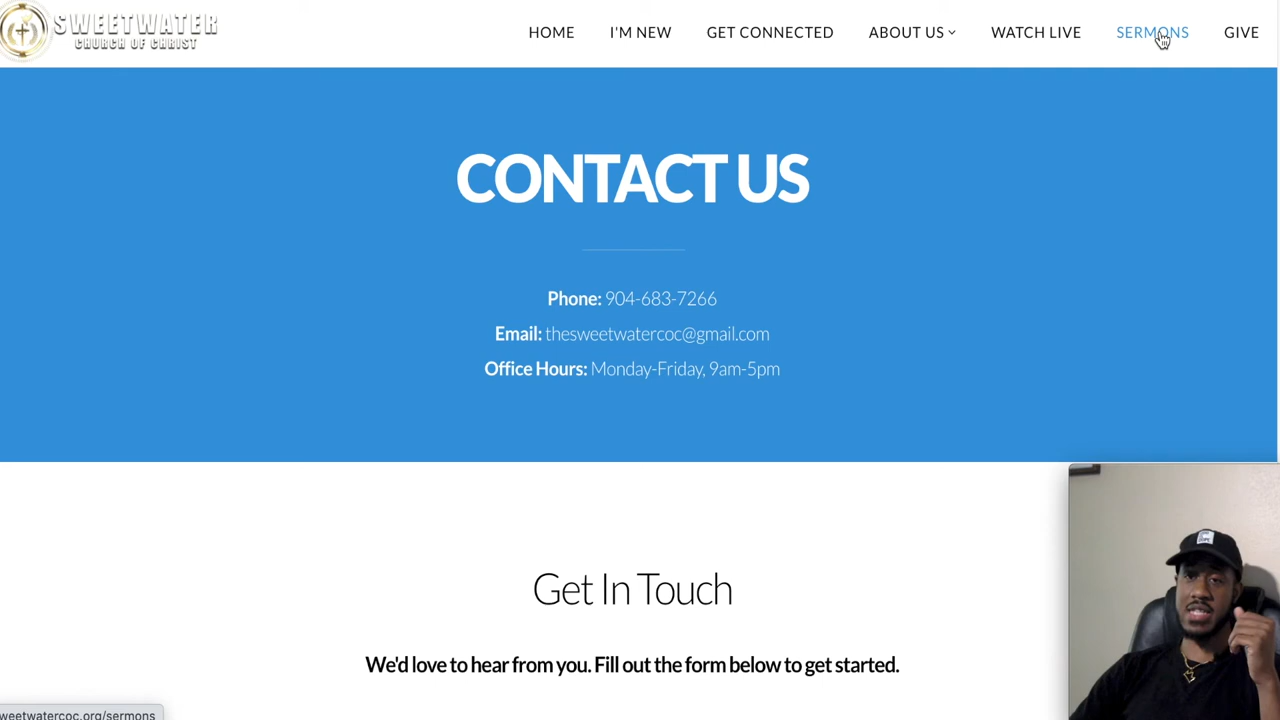 SWEETWATER
CHURCH OF CHRIST
HOME I'M NEW GET CONNECTED ABOUT US WATCH LIVE SERMONS GIVE
CONTACT US
Phone: 904-683-7266
Email: thesweetwatercoc@gmail.com
Office Hours: Monday-Friday, 9am-5pm
Get In Touch
We'd love to hear from you. Fill out the form below to get started.
weetwatercoc.org/sermons